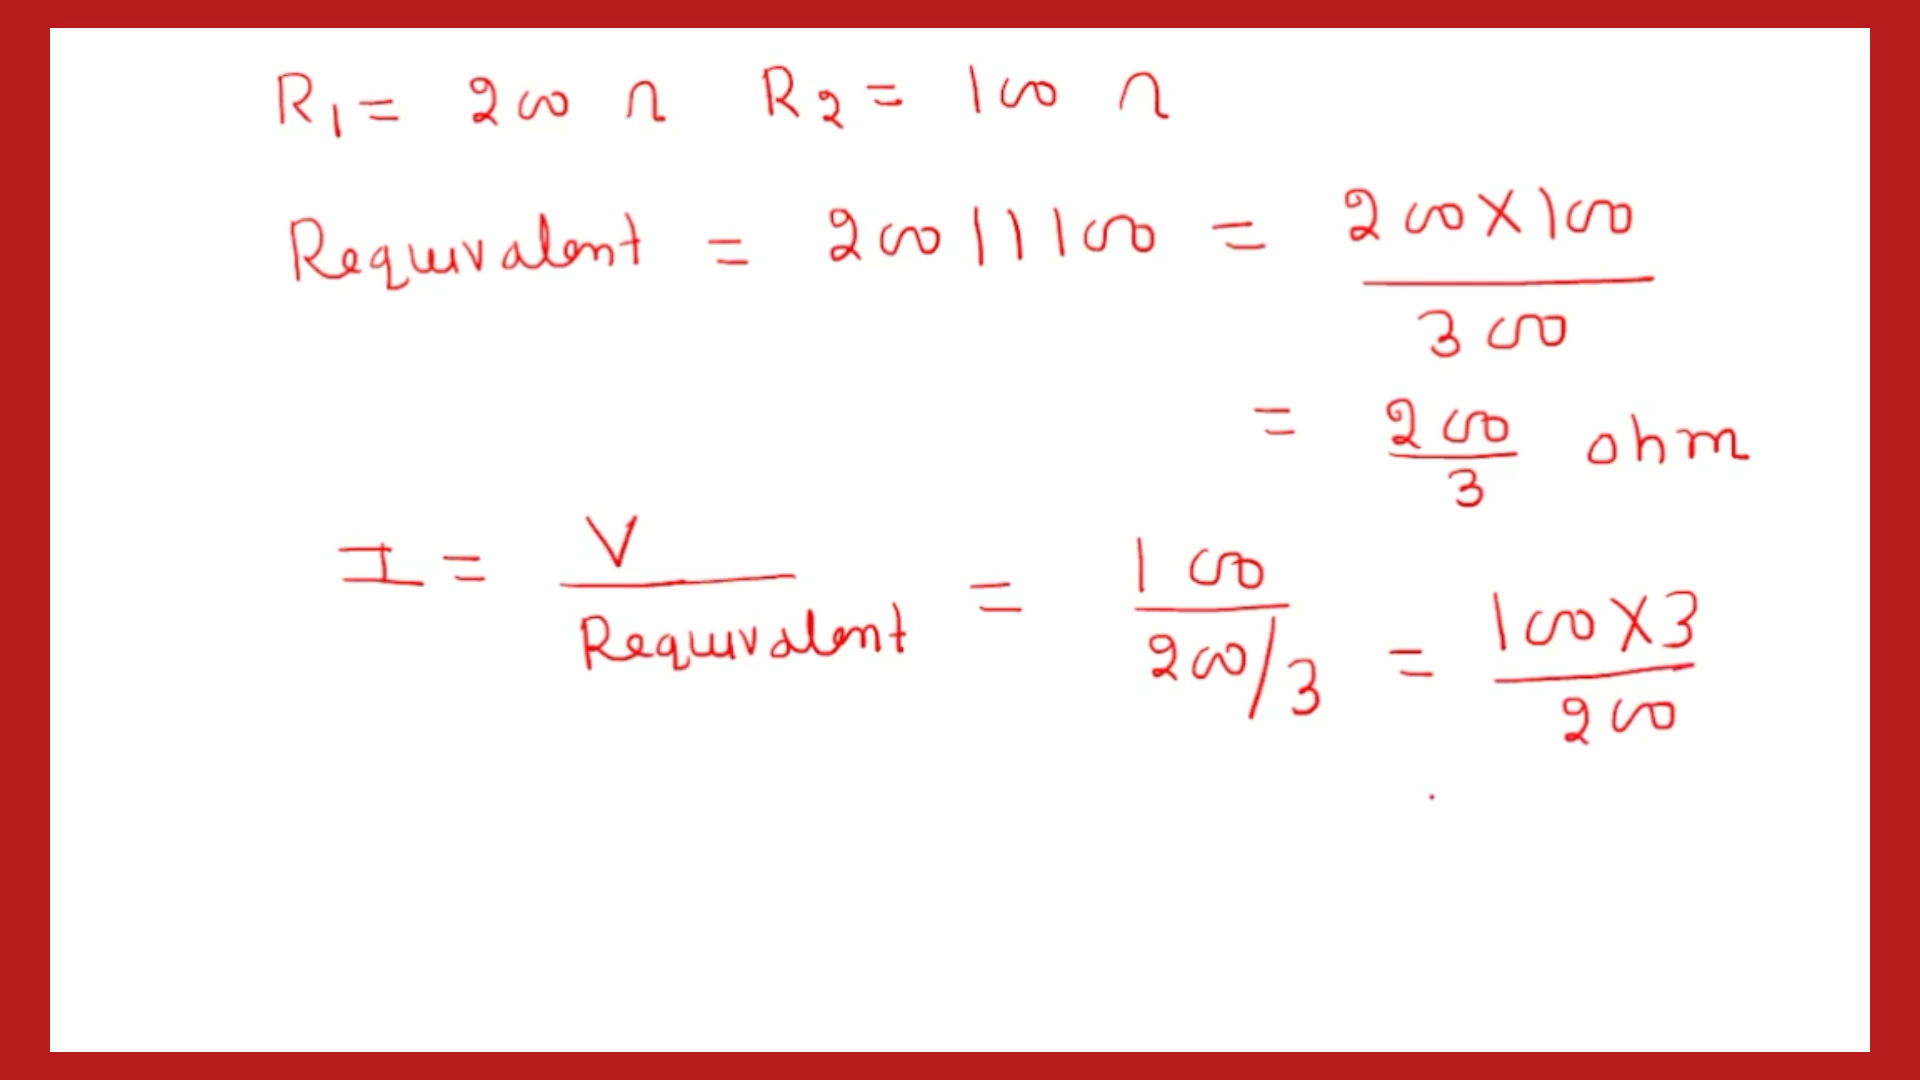 R₁ = 200 Ω R₂ = 100 Ω
Requivalent = 200 || 100 = 200 X 100 / 300
= 200/3 ohm
I = V / Requivalent = 100 / 200/3 = 100 X 3 / 200